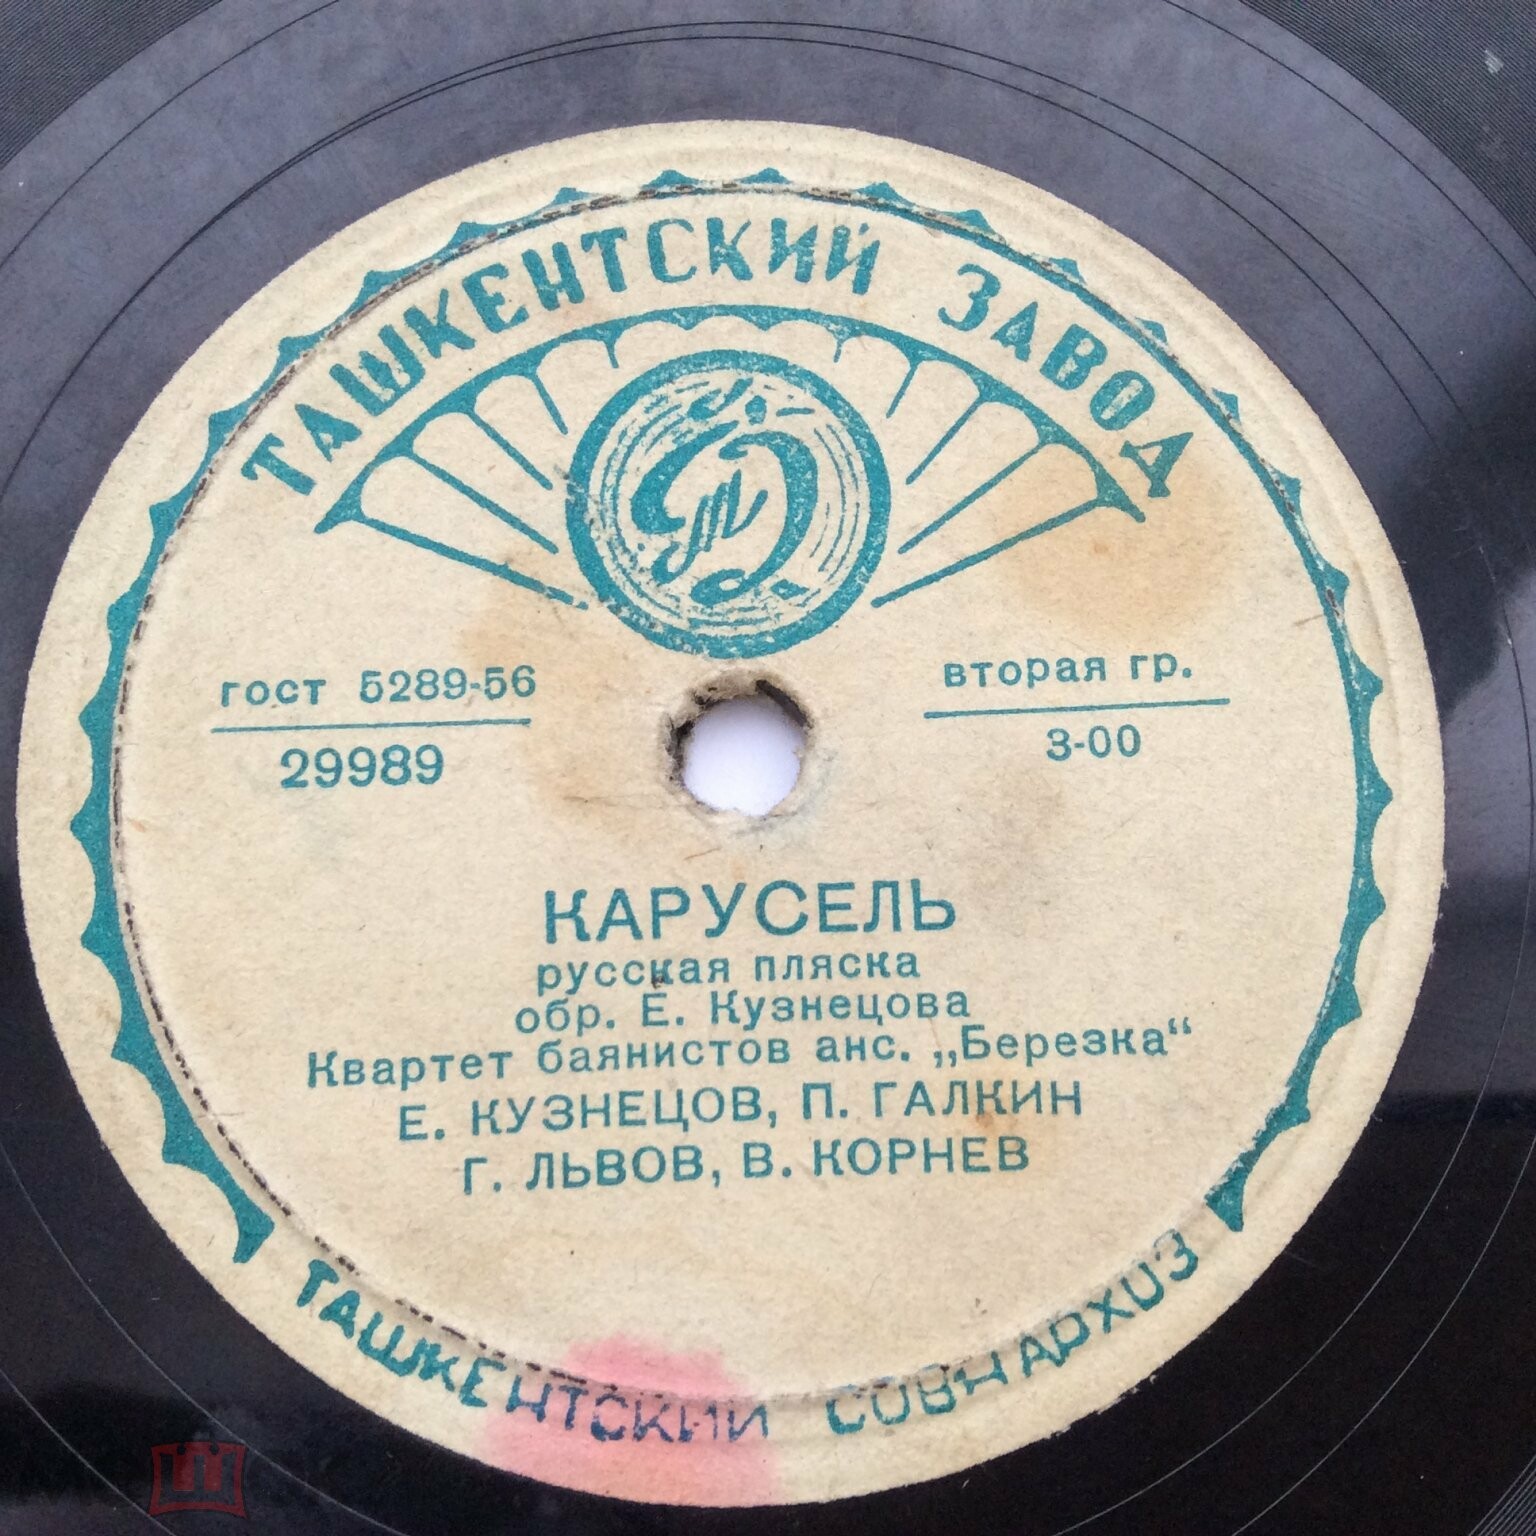 ТАШКЕНТСКИЙ ЗАВОД
гост 5289-56
29989
вторая гр.
3-00
КАРУСЕЛЬ
русская пляска
обр. Е. Кузнецова
Квартет баянистов анс. „Березка“
Е. КУЗНЕЦОВ, П. ГАЛКИН
Г. ЛЬВОВ, В. КОРНЕВ
ТАШКЕНТСКИЙ СОВНАРХОЗ